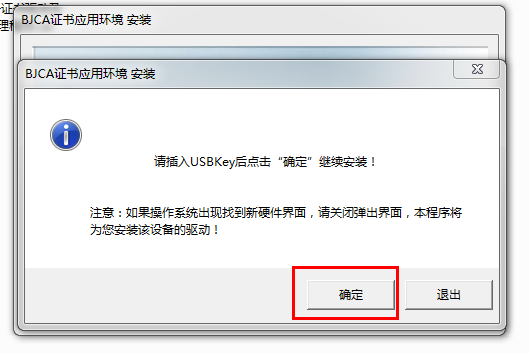 BJCA证书应用环境 安装
BJCA证书应用环境 安装
请插入USBKey后点击“确定”继续安装！
注意：如果操作系统出现找到新硬件界面，请关闭弹出界面，本程序将
为您安装该设备的驱动！
确定
退出